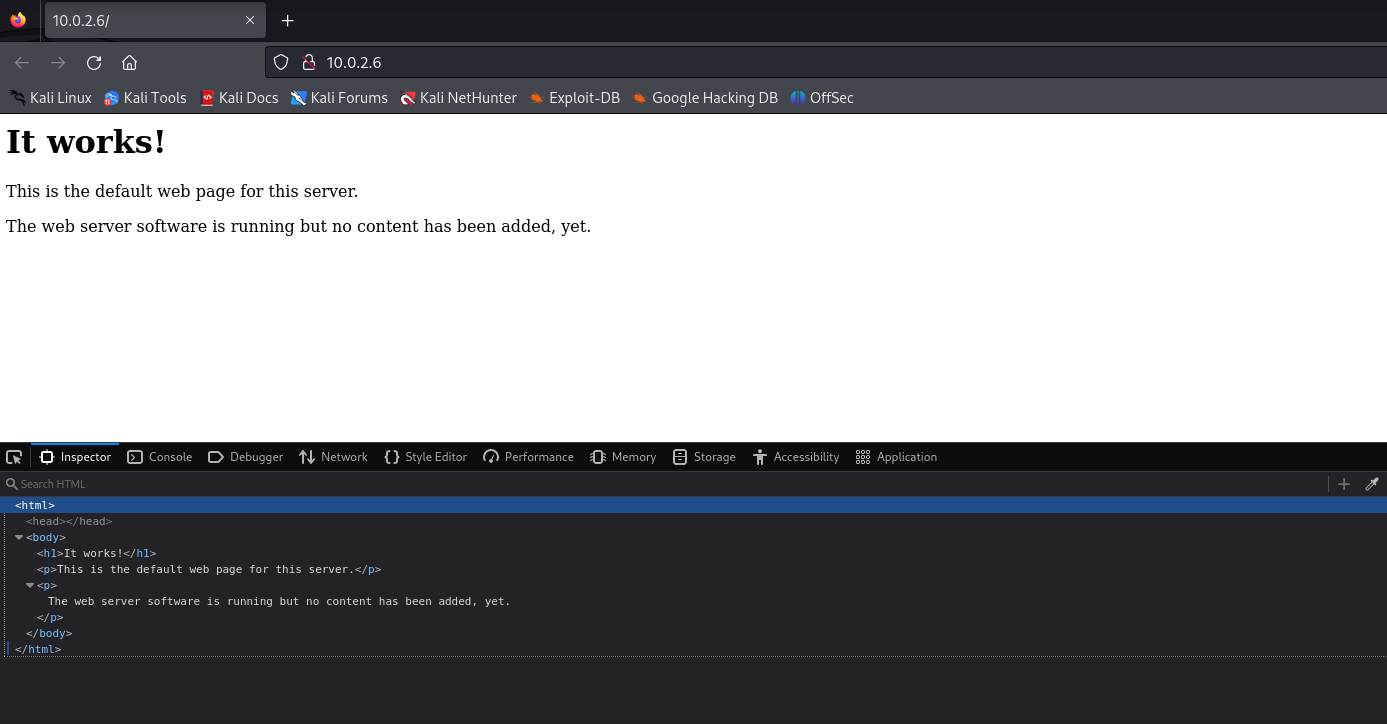 10.0.2.6/
10.0.2.6
Kali Linux Kali Tools Kali Docs Kali Forums Kali NetHunter Exploit-DB Google Hacking DB OffSec
It works!
This is the default web page for this server.
The web server software is running but no content has been added, yet.
Inspector Console Debugger Network Style Editor Performance Memory Storage Accessibility Application
Search HTML
<html>
<head></head>
<body>
<h1>It works!</h1>
<p>This is the default web page for this server.</p>
<p>
The web server software is running but no content has been added, yet.
</p>
</body>
</html>